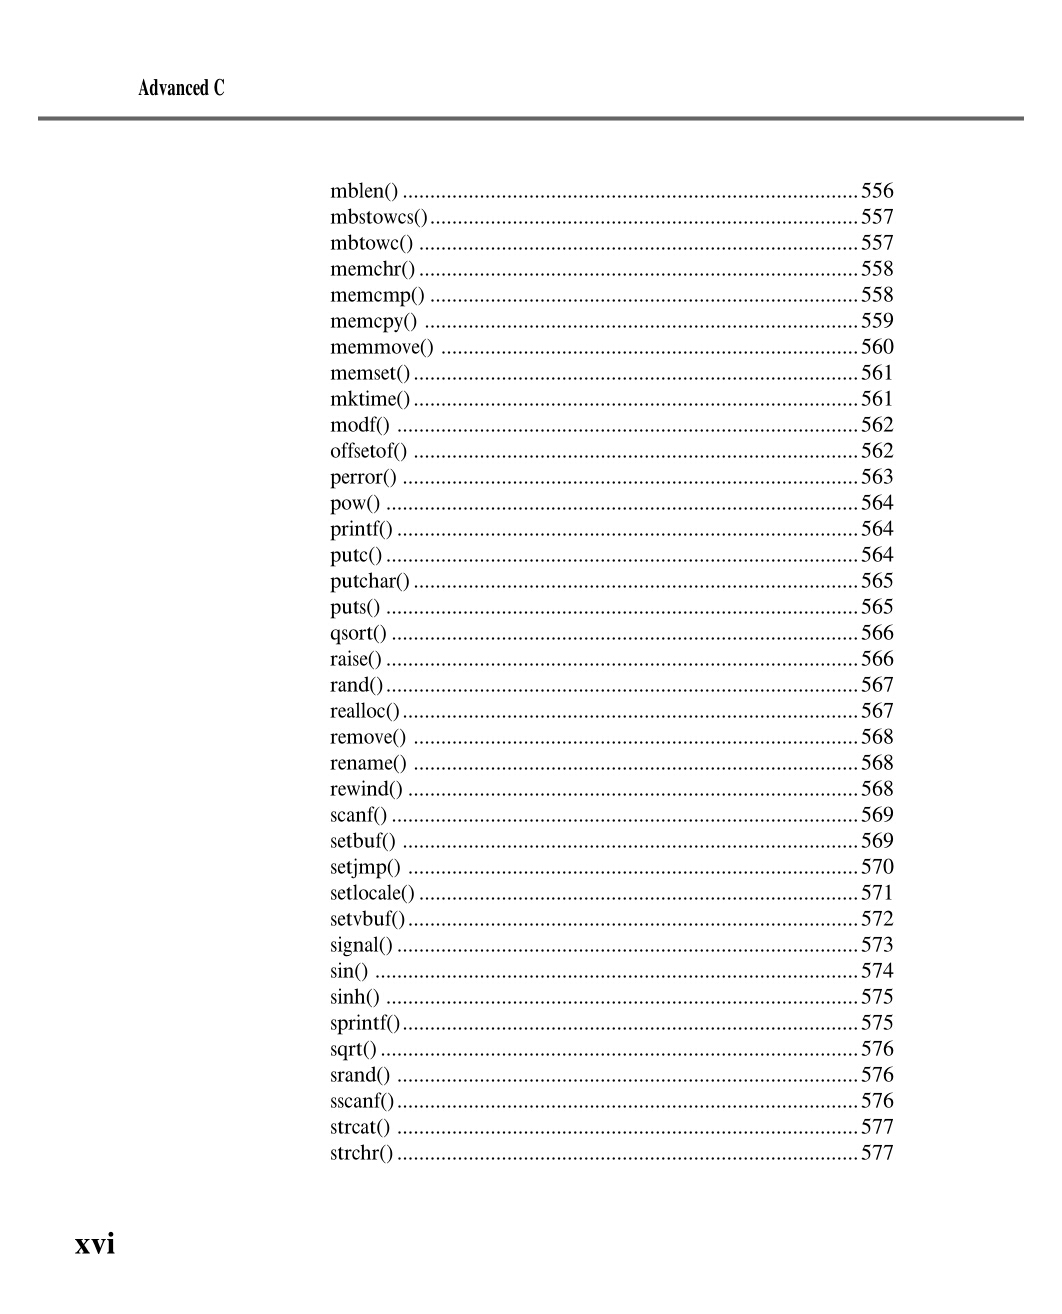 Advanced C
mblen() ................................................................................... 556
mbstowcs() .............................................................................. 557
mbtowc() ................................................................................ 557
memchr() ................................................................................ 558
memcmp() .............................................................................. 558
memcpy() ............................................................................... 559
memmove() ............................................................................ 560
memset() ................................................................................. 561
mktime() ................................................................................. 561
modf() .................................................................................... 562
offsetof() ................................................................................. 562
perror() ................................................................................... 563
pow() ...................................................................................... 564
printf() .................................................................................... 564
putc() ...................................................................................... 564
putchar() ................................................................................. 565
puts() ...................................................................................... 565
qsort() ..................................................................................... 566
raise() ...................................................................................... 566
rand() ...................................................................................... 567
realloc() ................................................................................... 567
remove() ................................................................................. 568
rename() ................................................................................. 568
rewind() .................................................................................. 568
scanf() ..................................................................................... 569
setbuf() ................................................................................... 569
setjmp() .................................................................................. 570
setlocale() ................................................................................ 571
setvbuf() .................................................................................. 572
signal() .................................................................................... 573
sin() ........................................................................................ 574
sinh() ...................................................................................... 575
sprintf() ................................................................................... 575
sqrt() ....................................................................................... 576
srand() .................................................................................... 576
sscanf() .................................................................................... 576
strcat() .................................................................................... 577
strchr() .................................................................................... 577
xvi